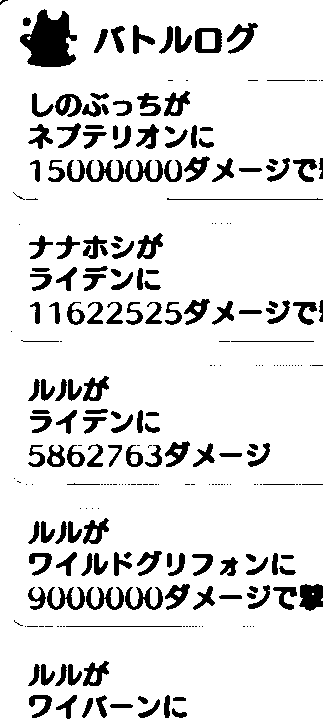 バトルログ
しのぶっちが
ネプテリオンに
15000000ダメージで
ナナホシが
ライデンに
11622525ダメージで
ルルが
ライデンに
5862763ダメージ
ルルが
ワイルドグリフォンに
9000000ダメージで撃
ルルが
ワイバーンに